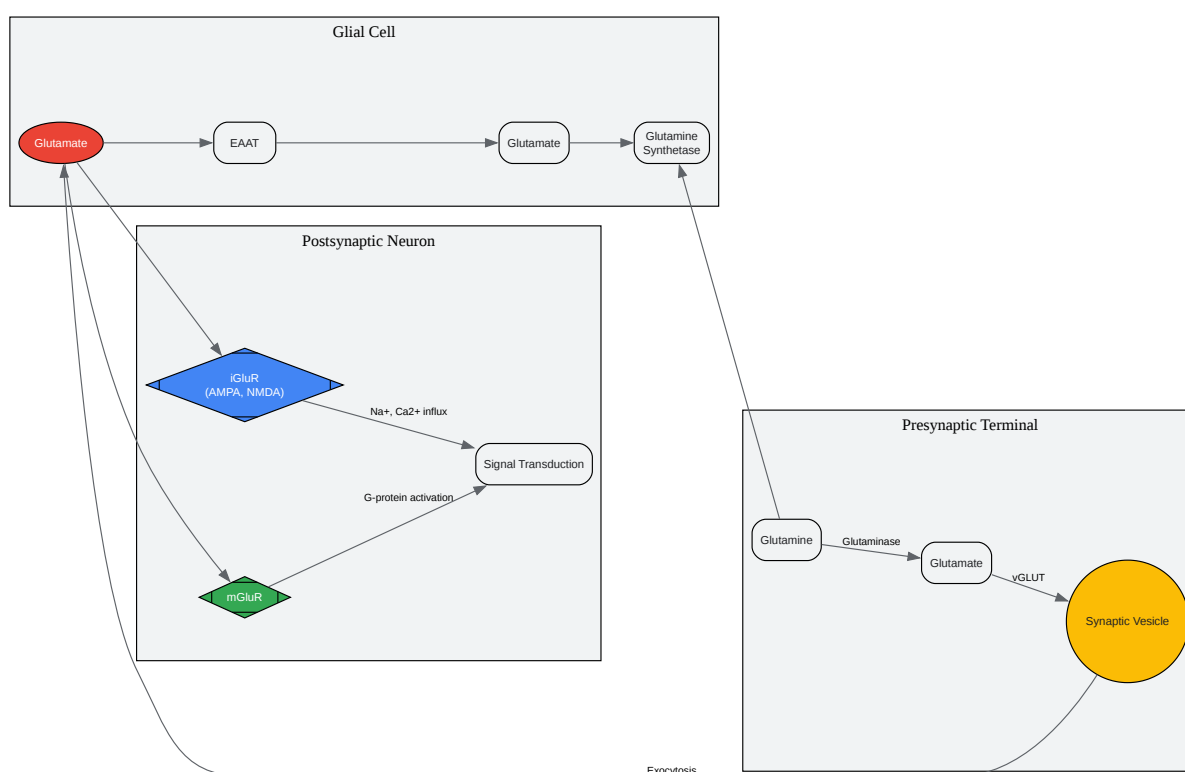 Glial Cell
Glutamate
EAAT
Glutamate
Glutamine
Synthetase
Postsynaptic Neuron
iGluR
(AMPA, NMDA)
Na+, Ca2+ influx
Signal Transduction
G-protein activation
mGluR
Presynaptic Terminal
Glutamine
Glutaminase
Glutamate
vGLUT
Synaptic Vesicle
Exocytosis